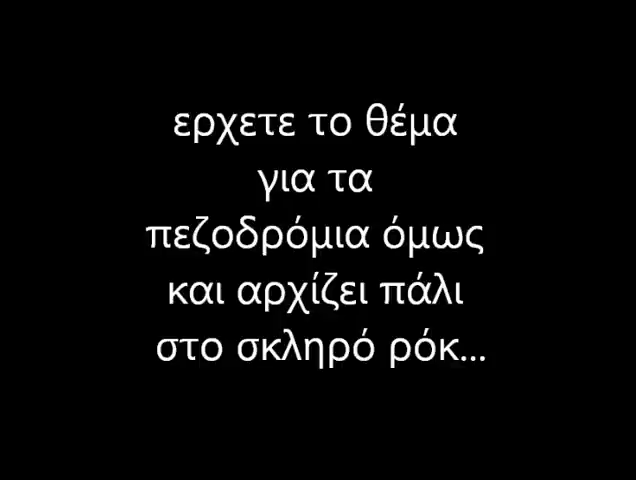 ερχετε το θέμα
για τα
πεζοδρόμια όμως
και αρχίζει πάλι
στο σκληρό ρόκ...